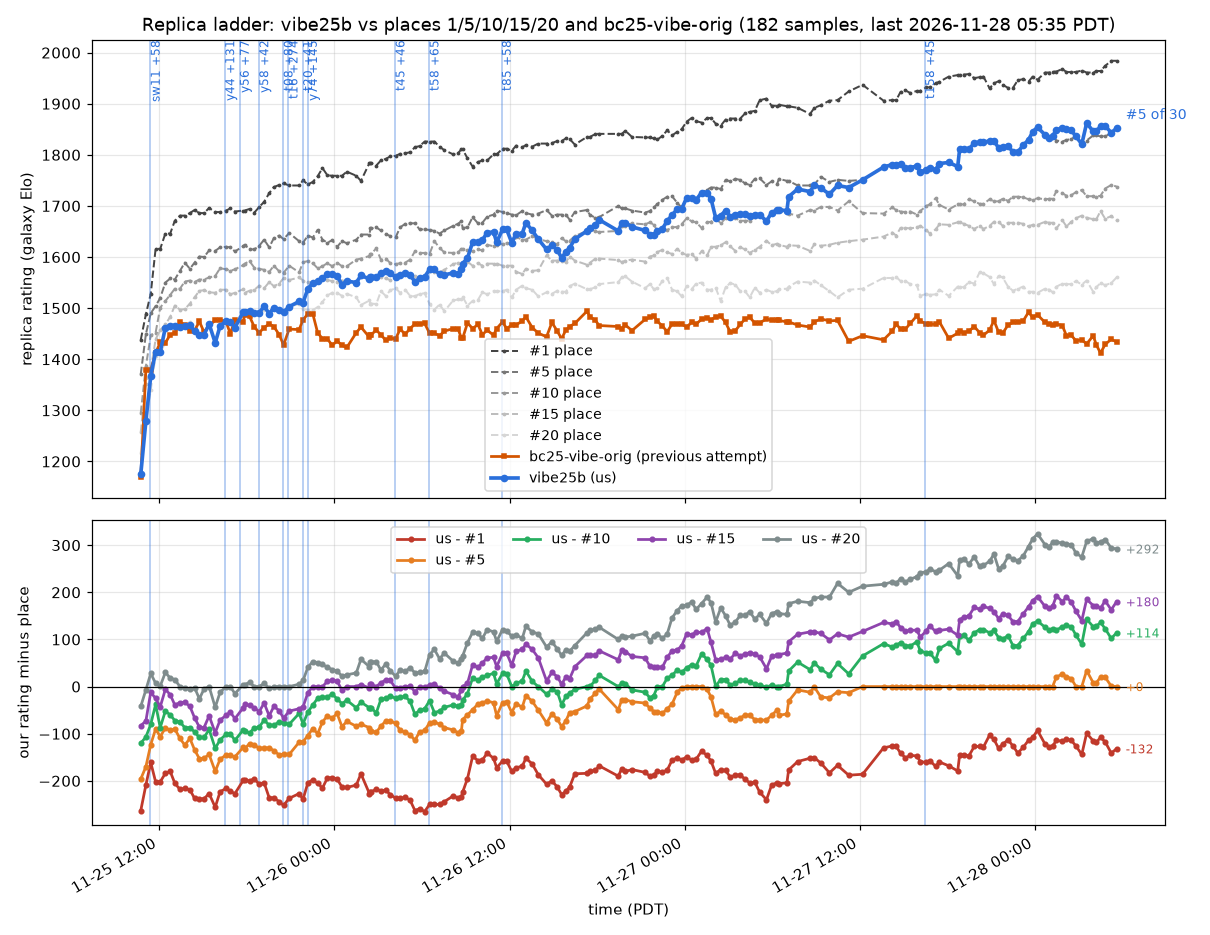 Replica ladder: vibe25b vs places 1/5/10/15/20 and bc25-vibe-orig (182 samples, last 2026-11-28 05:35 PDT)
replica rating (galaxy Elo)
2000
1900
1800
1700
1600
1500
1400
1300
1200
sw11 +58
y44 +131
y56 +77
y58 +42
t45 +46
t58 +65
t85 +58
t158 +45
#5 of 30
#1 place
#5 place
#10 place
#15 place
#20 place
bc25-vibe-orig (previous attempt)
vibe25b (us)
our rating minus place
300
200
100
0
−100
−200
us - #1
us - #5
us - #10
us - #15
us - #20
+292
+180
+114
+0
-132
11-25 12:00
11-26 00:00
11-26 12:00
11-27 00:00
11-27 12:00
11-28 00:00
time (PDT)